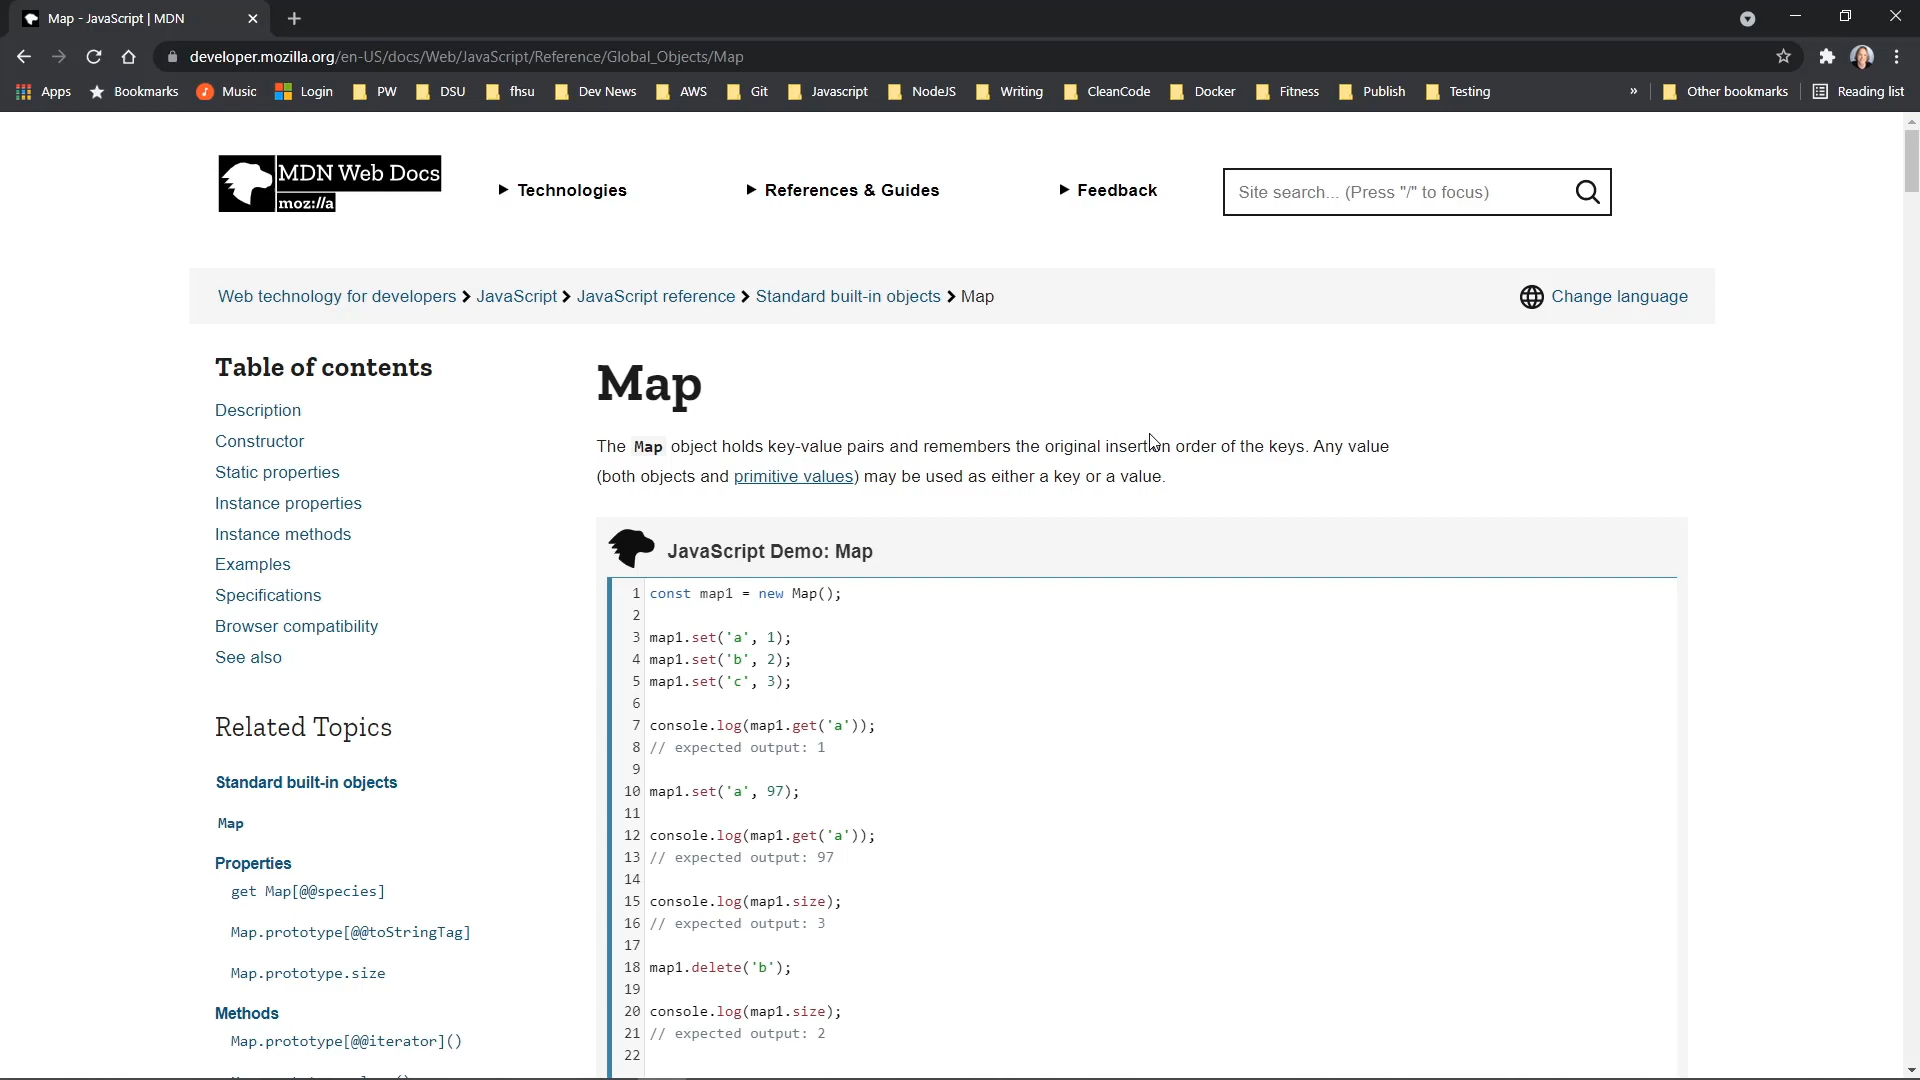 Map - JavaScript | MDN
developer.mozilla.org/en-US/docs/Web/JavaScript/Reference/Global_Objects/Map
Apps Bookmarks Music Login PW DSU fhsu Dev News AWS Git Javascript NodeJS Writing CleanCode Docker Fitness Publish Testing » Other bookmarks Reading list
MDN Web Docs
moz://a
Technologies References & Guides Feedback Site search... (Press "/" to focus)
Web technology for developers > JavaScript > JavaScript reference > Standard built-in objects > Map Change language
Table of contents
Description
Constructor
Static properties
Instance properties
Instance methods
Examples
Specifications
Browser compatibility
See also
Related Topics
Standard built-in objects
Map
Properties
get Map[@@species]
Map.prototype[@@toStringTag]
Map.prototype.size
Methods
Map.prototype[@@iterator]()
Map
The Map object holds key-value pairs and remembers the original insertion order of the keys. Any value
(both objects and primitive values) may be used as either a key or a value.
JavaScript Demo: Map
1 const map1 = new Map();
2
3 map1.set('a', 1);
4 map1.set('b', 2);
5 map1.set('c', 3);
6
7 console.log(map1.get('a'));
8 // expected output: 1
9
10 map1.set('a', 97);
11
12 console.log(map1.get('a'));
13 // expected output: 97
14
15 console.log(map1.size);
16 // expected output: 3
17
18 map1.delete('b');
19
20 console.log(map1.size);
21 // expected output: 2
22